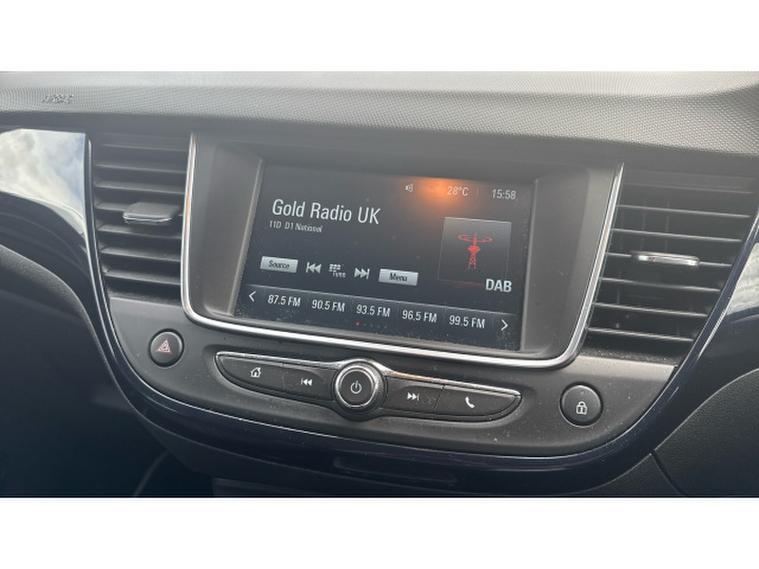 28°C 15:58
Gold Radio UK
11D D1 National
Source Tune Menu
DAB
87.5 FM 90.5 FM 93.5 FM 96.5 FM 99.5 FM